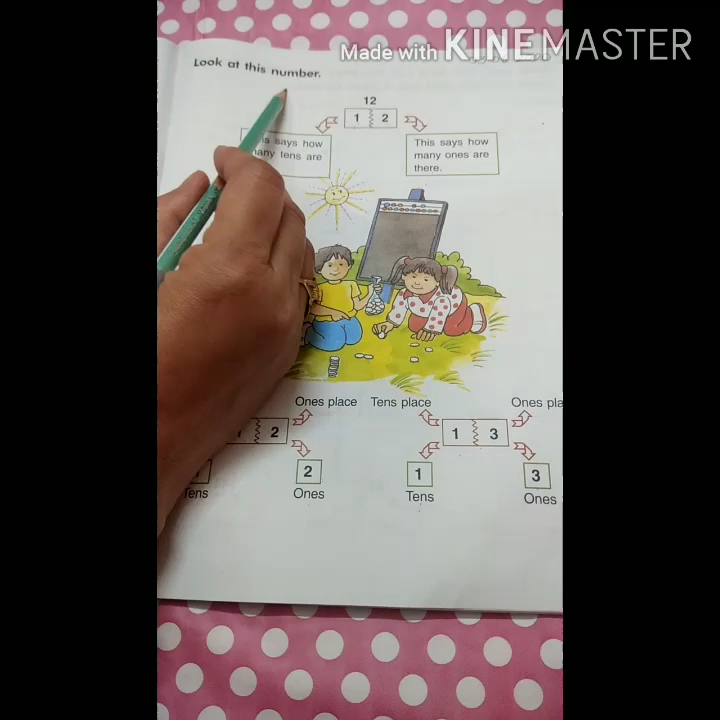 Made with KINEMASTER
Look at this number.
12
1 2
says how
many tens are
This says how
many ones are
there.
Ones place Tens place Ones pla
2 1 3
2 1 3
Tens Ones Tens Ones